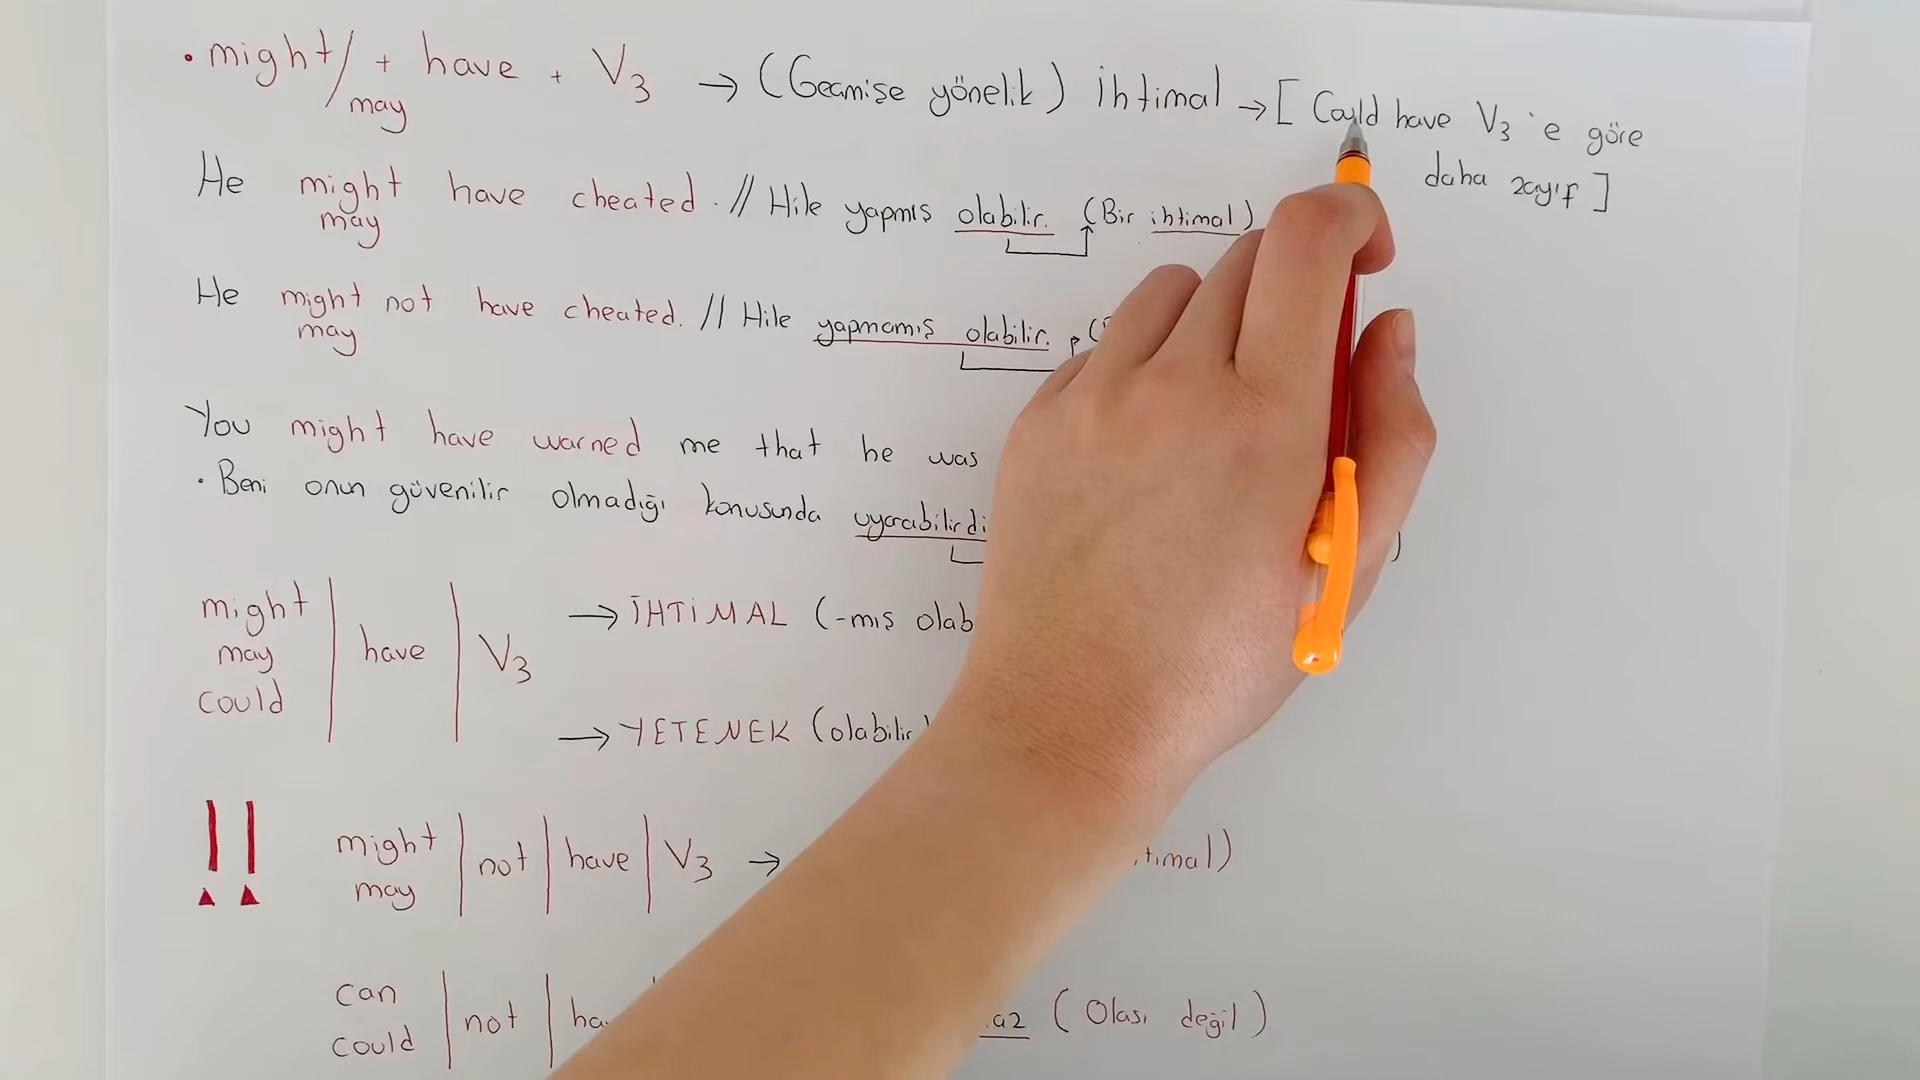 • might/may + have + V3 → (Gecmişe yönelik) ihtimal → [Could have V3 'e göre
daha zayıf]
He might have cheated. // Hile yapmış olabilir. (Bir ihtimal)
may
He might not have cheated. // Hile yapmamış olabilir. (
may
You might have warned me that he was
• Beni onun güvenilir olmadığı konusunda uyarabilirdi )
might
may
could
have
V3
→ İHTİMAL (-mış olab
→ YETENEK (olabilir
!! might
may
not have V3 → timal)
can
could
not ha
(Olası değil)